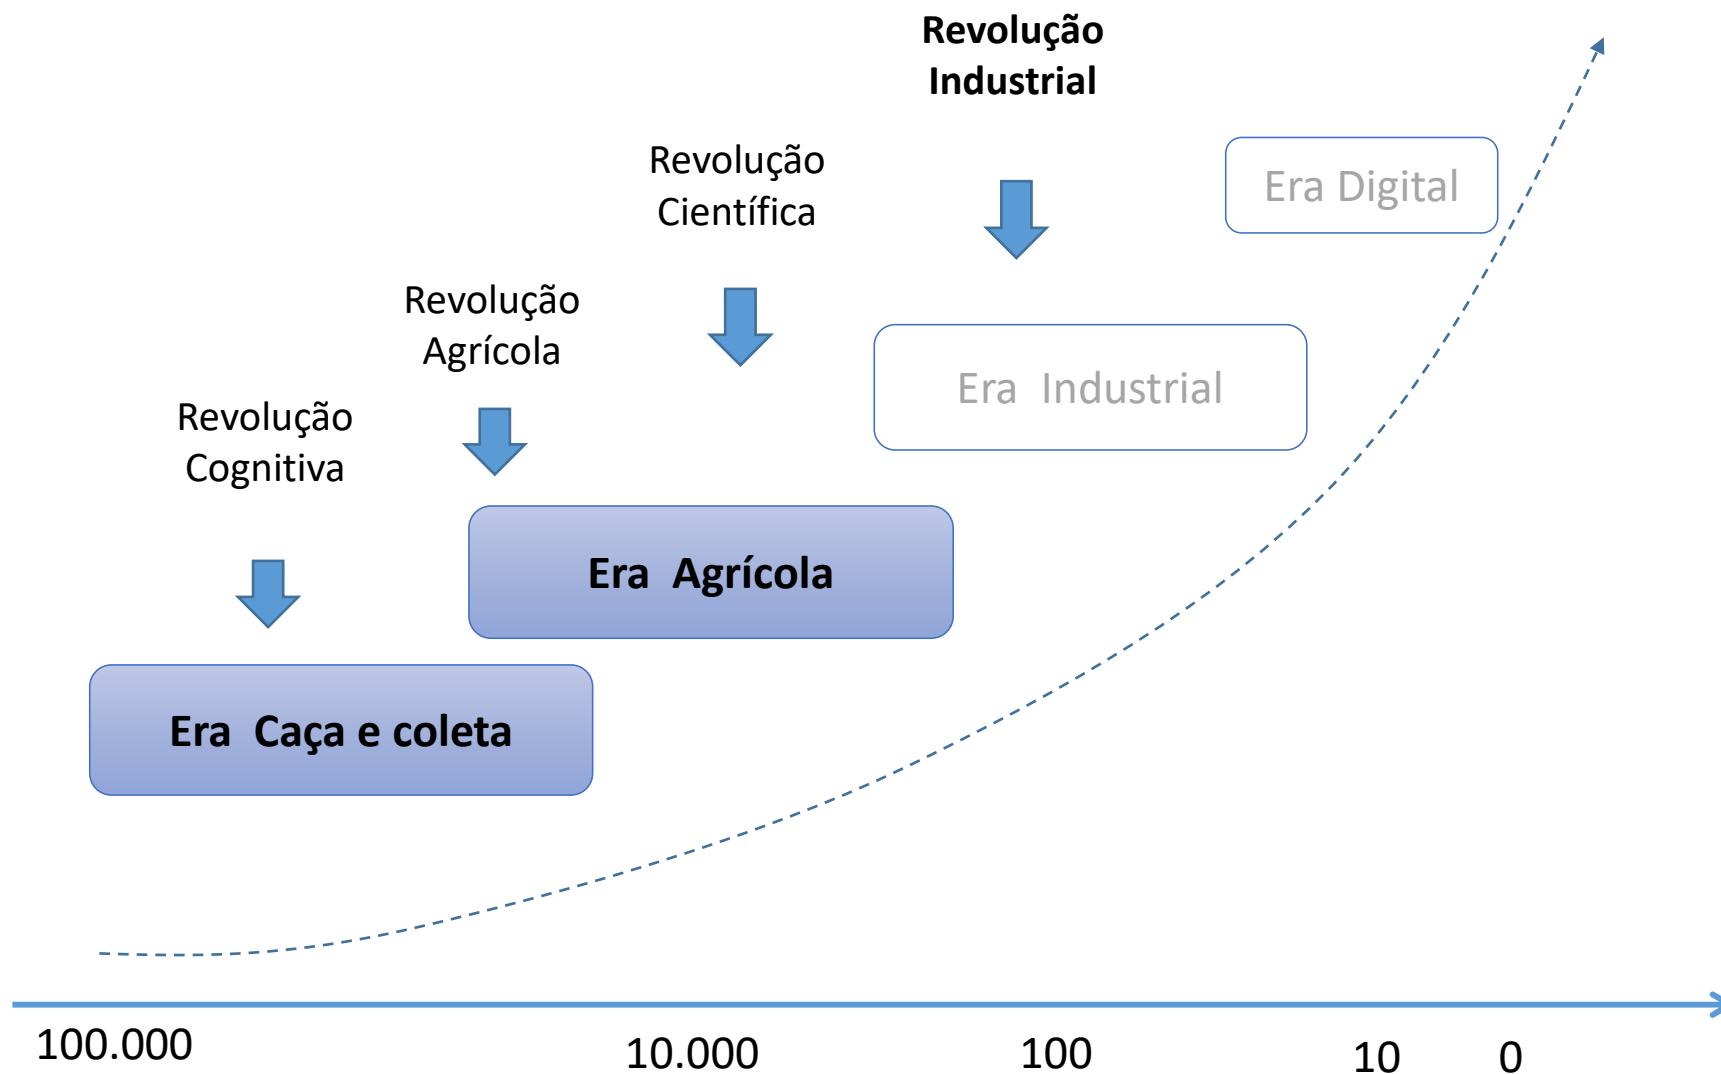 Revolução
Industrial
Revolução
Científica
Era Digital
Revolução
Agrícola
Era Industrial
Revolução
Cognitiva
Era Agrícola
Era Caça e coleta
100.000
10.000
100
10
0